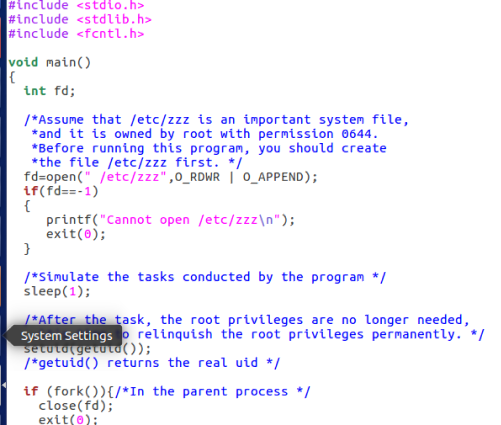 #include <stdio.h>
#include <stdlib.h>
#include <fcntl.h>
void main()
{
int fd;
/*Assume that /etc/zzz is an important system file,
*and it is owned by root with permission 0644.
*Before running this program, you should create
*the file /etc/zzz first. */
fd=open(" /etc/zzz",O_RDWR | O_APPEND);
if(fd==-1)
{
printf("Cannot open /etc/zzz\n");
exit(0);
}
/*Simulate the tasks conducted by the program */
sleep(1);
/*After the task, the root privileges are no longer needed,
System Settings
to relinquish the root privileges permanently. */
setuid(getuid());
/*getuid() returns the real uid */
if (fork()){/*In the parent process */
close(fd);
exit(0);